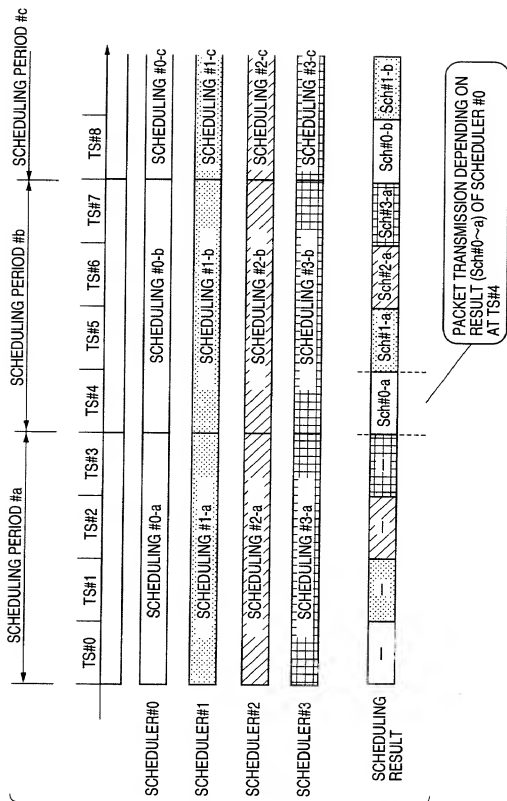 SCHEDULING PERIOD #a
SCHEDULING PERIOD #b
SCHEDULING PERIOD #c
TS#0 TS#1 TS#2 TS#3 TS#4 TS#5 TS#6 TS#7 TS#8
SCHEDULER#0 SCHEDULING #0-a SCHEDULING #0-b SCHEDULING #0-c
SCHEDULER#1 SCHEDULING #1-a SCHEDULING #1-b SCHEDULING #1-c
SCHEDULER#2 SCHEDULING #2-a SCHEDULING #2-b SCHEDULING #2-c
SCHEDULER#3 SCHEDULING #3-a SCHEDULING #3-b SCHEDULING #3-c
SCHEDULING
RESULT
— — — — Sch#0-a Sch#1-a Sch#2-a Sch#3-a Sch#0-b Sch#1-b
PACKET TRANSMISSION DEPENDING ON
RESULT (Sch#0~a) OF SCHEDULER #0
AT TS#4